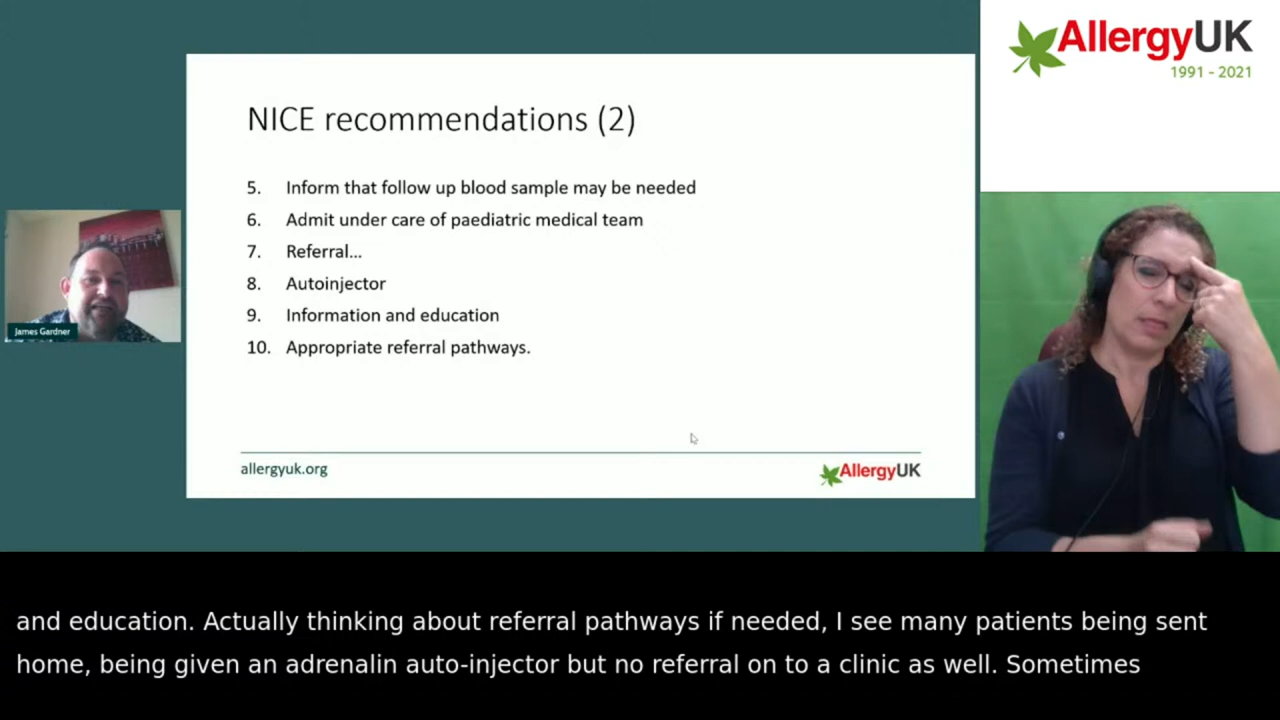 AllergyUK
1991 - 2021
NICE recommendations (2)
5. Inform that follow up blood sample may be needed
6. Admit under care of paediatric medical team
7. Referral...
8. Autoinjector
9. Information and education
10. Appropriate referral pathways.
James Gardner
allergyuk.org
AllergyUK
and education. Actually thinking about referral pathways if needed, I see many patients being sent
home, being given an adrenalin auto-injector but no referral on to a clinic as well. Sometimes